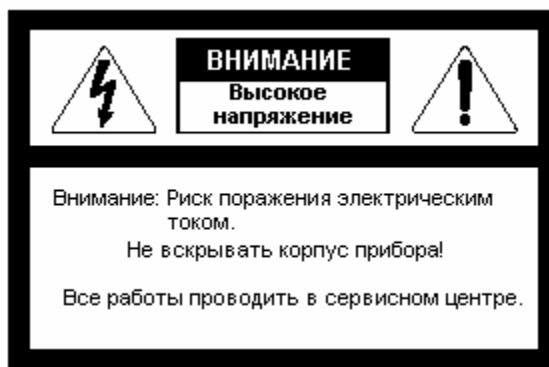 ВНИМАНИЕ
Высокое
напряжение
Внимание: Риск поражения электрическим
током.
Не вскрывать корпус прибора!
Все работы проводить в сервисном центре.